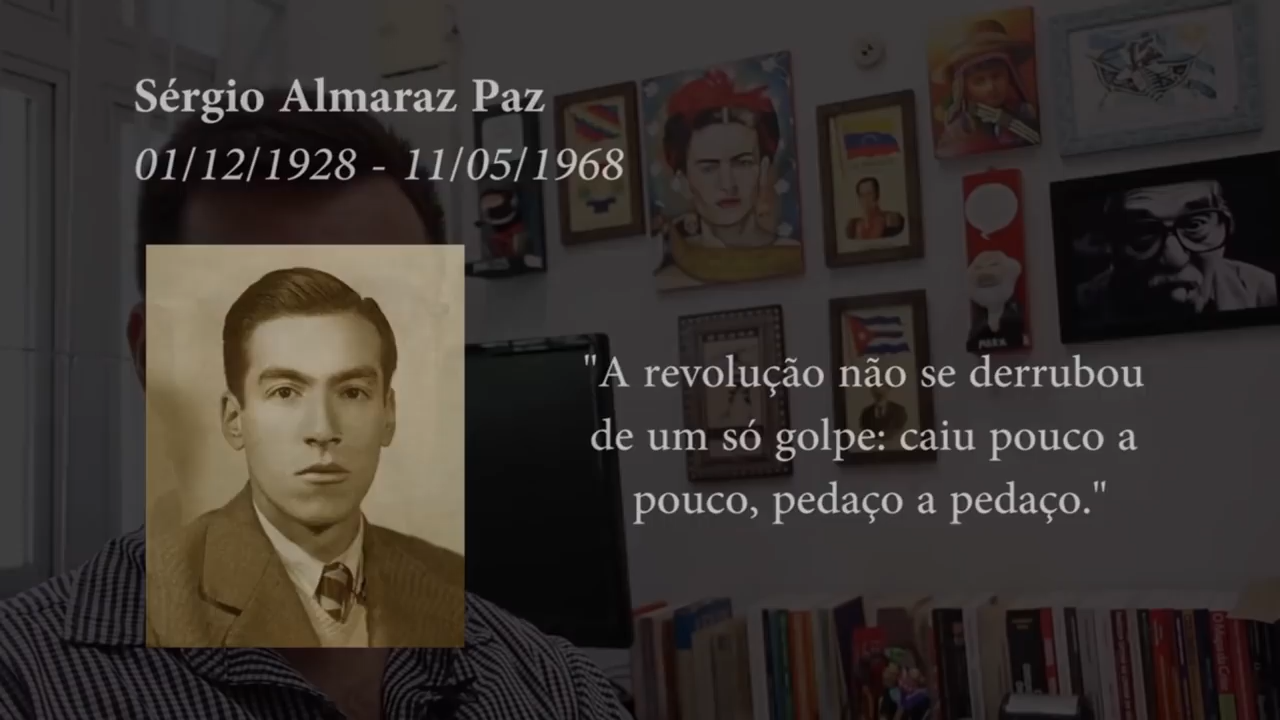 Sérgio Almaraz Paz
01/12/1928 - 11/05/1968
"A revolução não se derrubou
de um só golpe: caiu pouco a
pouco, pedaço a pedaço."